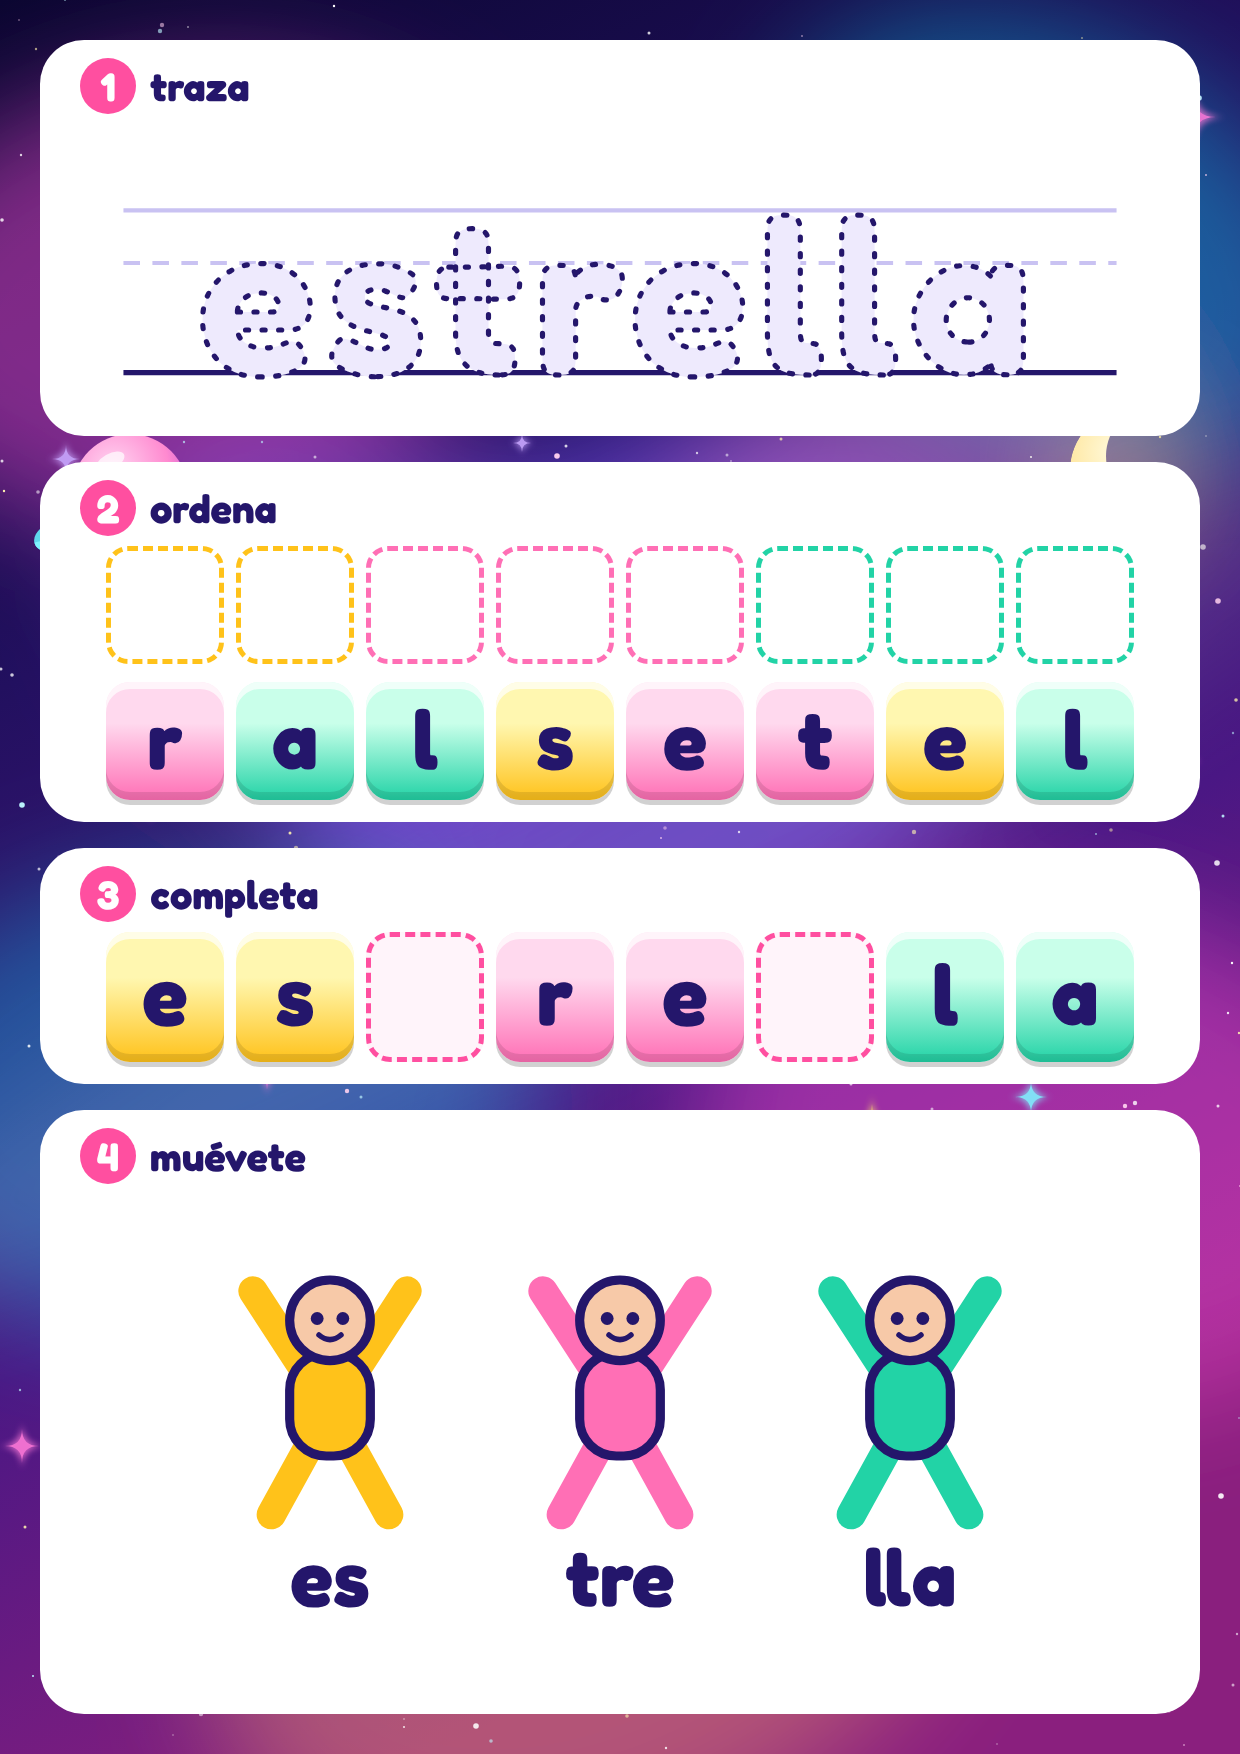 1 traza
estrella
2 ordena
r a l s e t e l
3 completa
e s r e l a
4 muévete
es tre lla